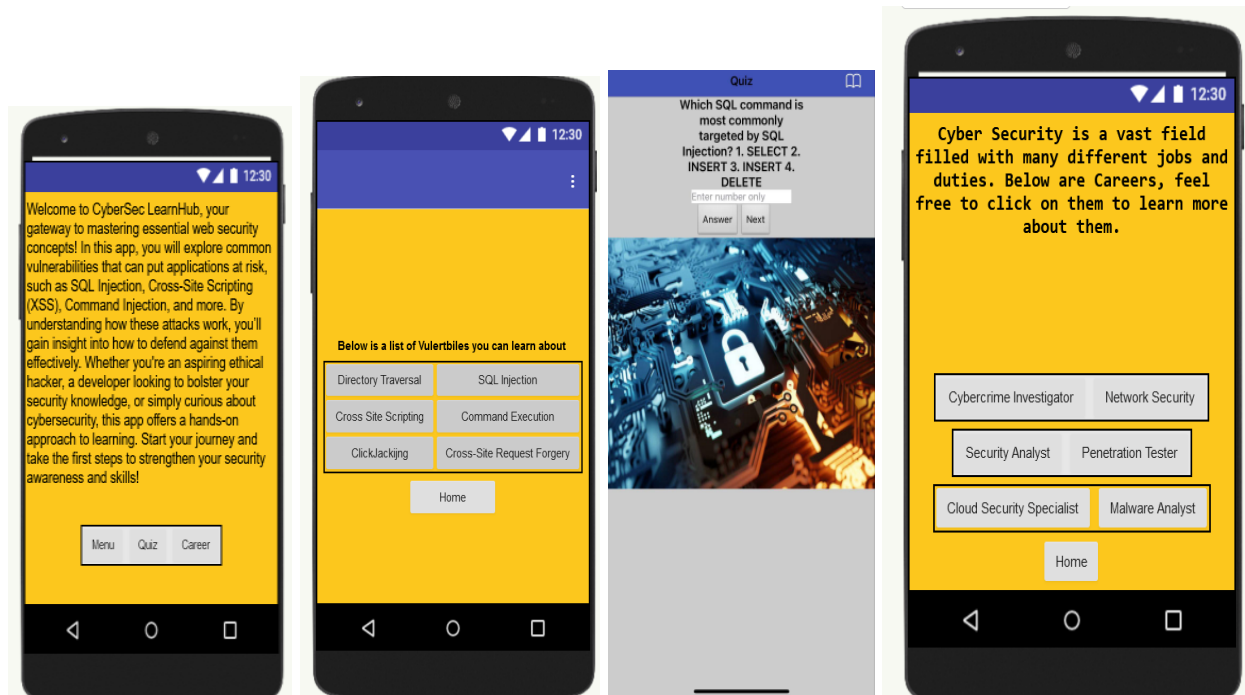 12:30
Welcome to CyberSec LearnHub, your
gateway to mastering essential web security
concepts! In this app, you will explore common
vulnerabilities that can put applications at risk,
such as SQL Injection, Cross-Site Scripting
(XSS), Command Injection, and more. By
understanding how these attacks work, you'll
gain insight into how to defend against them
effectively. Whether you're an aspiring ethical
hacker, a developer looking to bolster your
security knowledge, or simply curious about
cybersecurity, this app offers a hands-on
approach to learning. Start your journey and
take the first steps to strengthen your security
awareness and skills!
Menu Quiz Career
12:30
Below is a list of Vulertbiles you can learn about
Directory Traversal SQL Injection
Cross Site Scripting Command Execution
ClickJackijng Cross-Site Request Forgery
Home
Quiz
Which SQL command is
most commonly
targeted by SQL
Injection? 1. SELECT 2.
INSERT 3. INSERT 4.
DELETE
Enter number only
Answer Next
12:30
Cyber Security is a vast field
filled with many different jobs and
duties. Below are Careers, feel
free to click on them to learn more
about them.
Cybercrime Investigator Network Security
Security Analyst Penetration Tester
Cloud Security Specialist Malware Analyst
Home